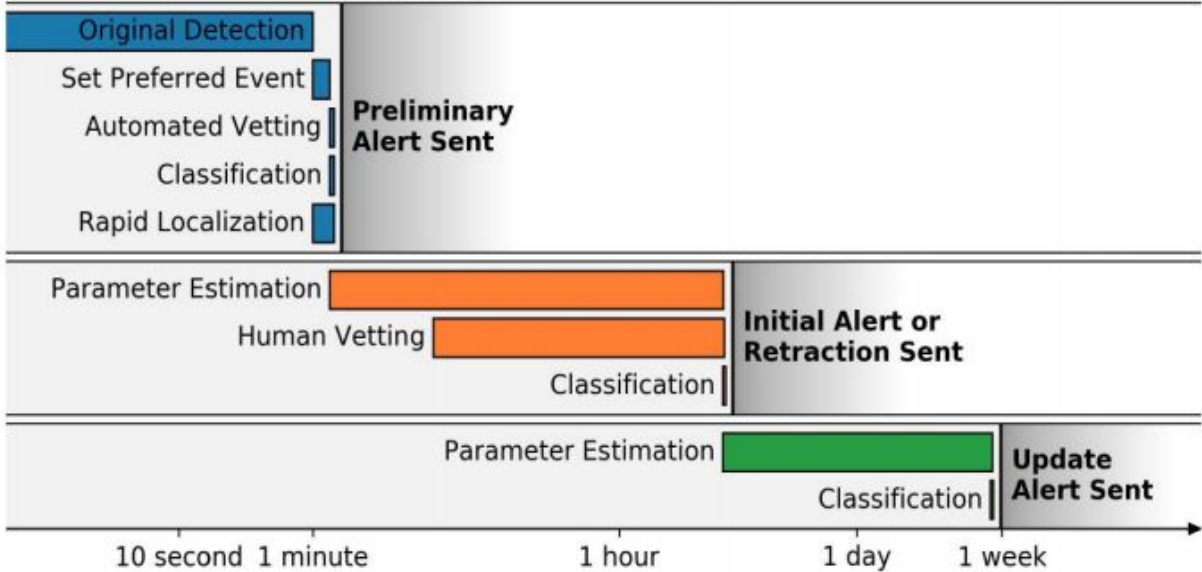 Original Detection
Set Preferred Event
Automated Vetting
Classification
Rapid Localization
Preliminary
Alert Sent
Parameter Estimation
Human Vetting
Classification
Initial Alert or
Retraction Sent
Parameter Estimation
Classification
Update
Alert Sent
10 second 1 minute 1 hour 1 day 1 week